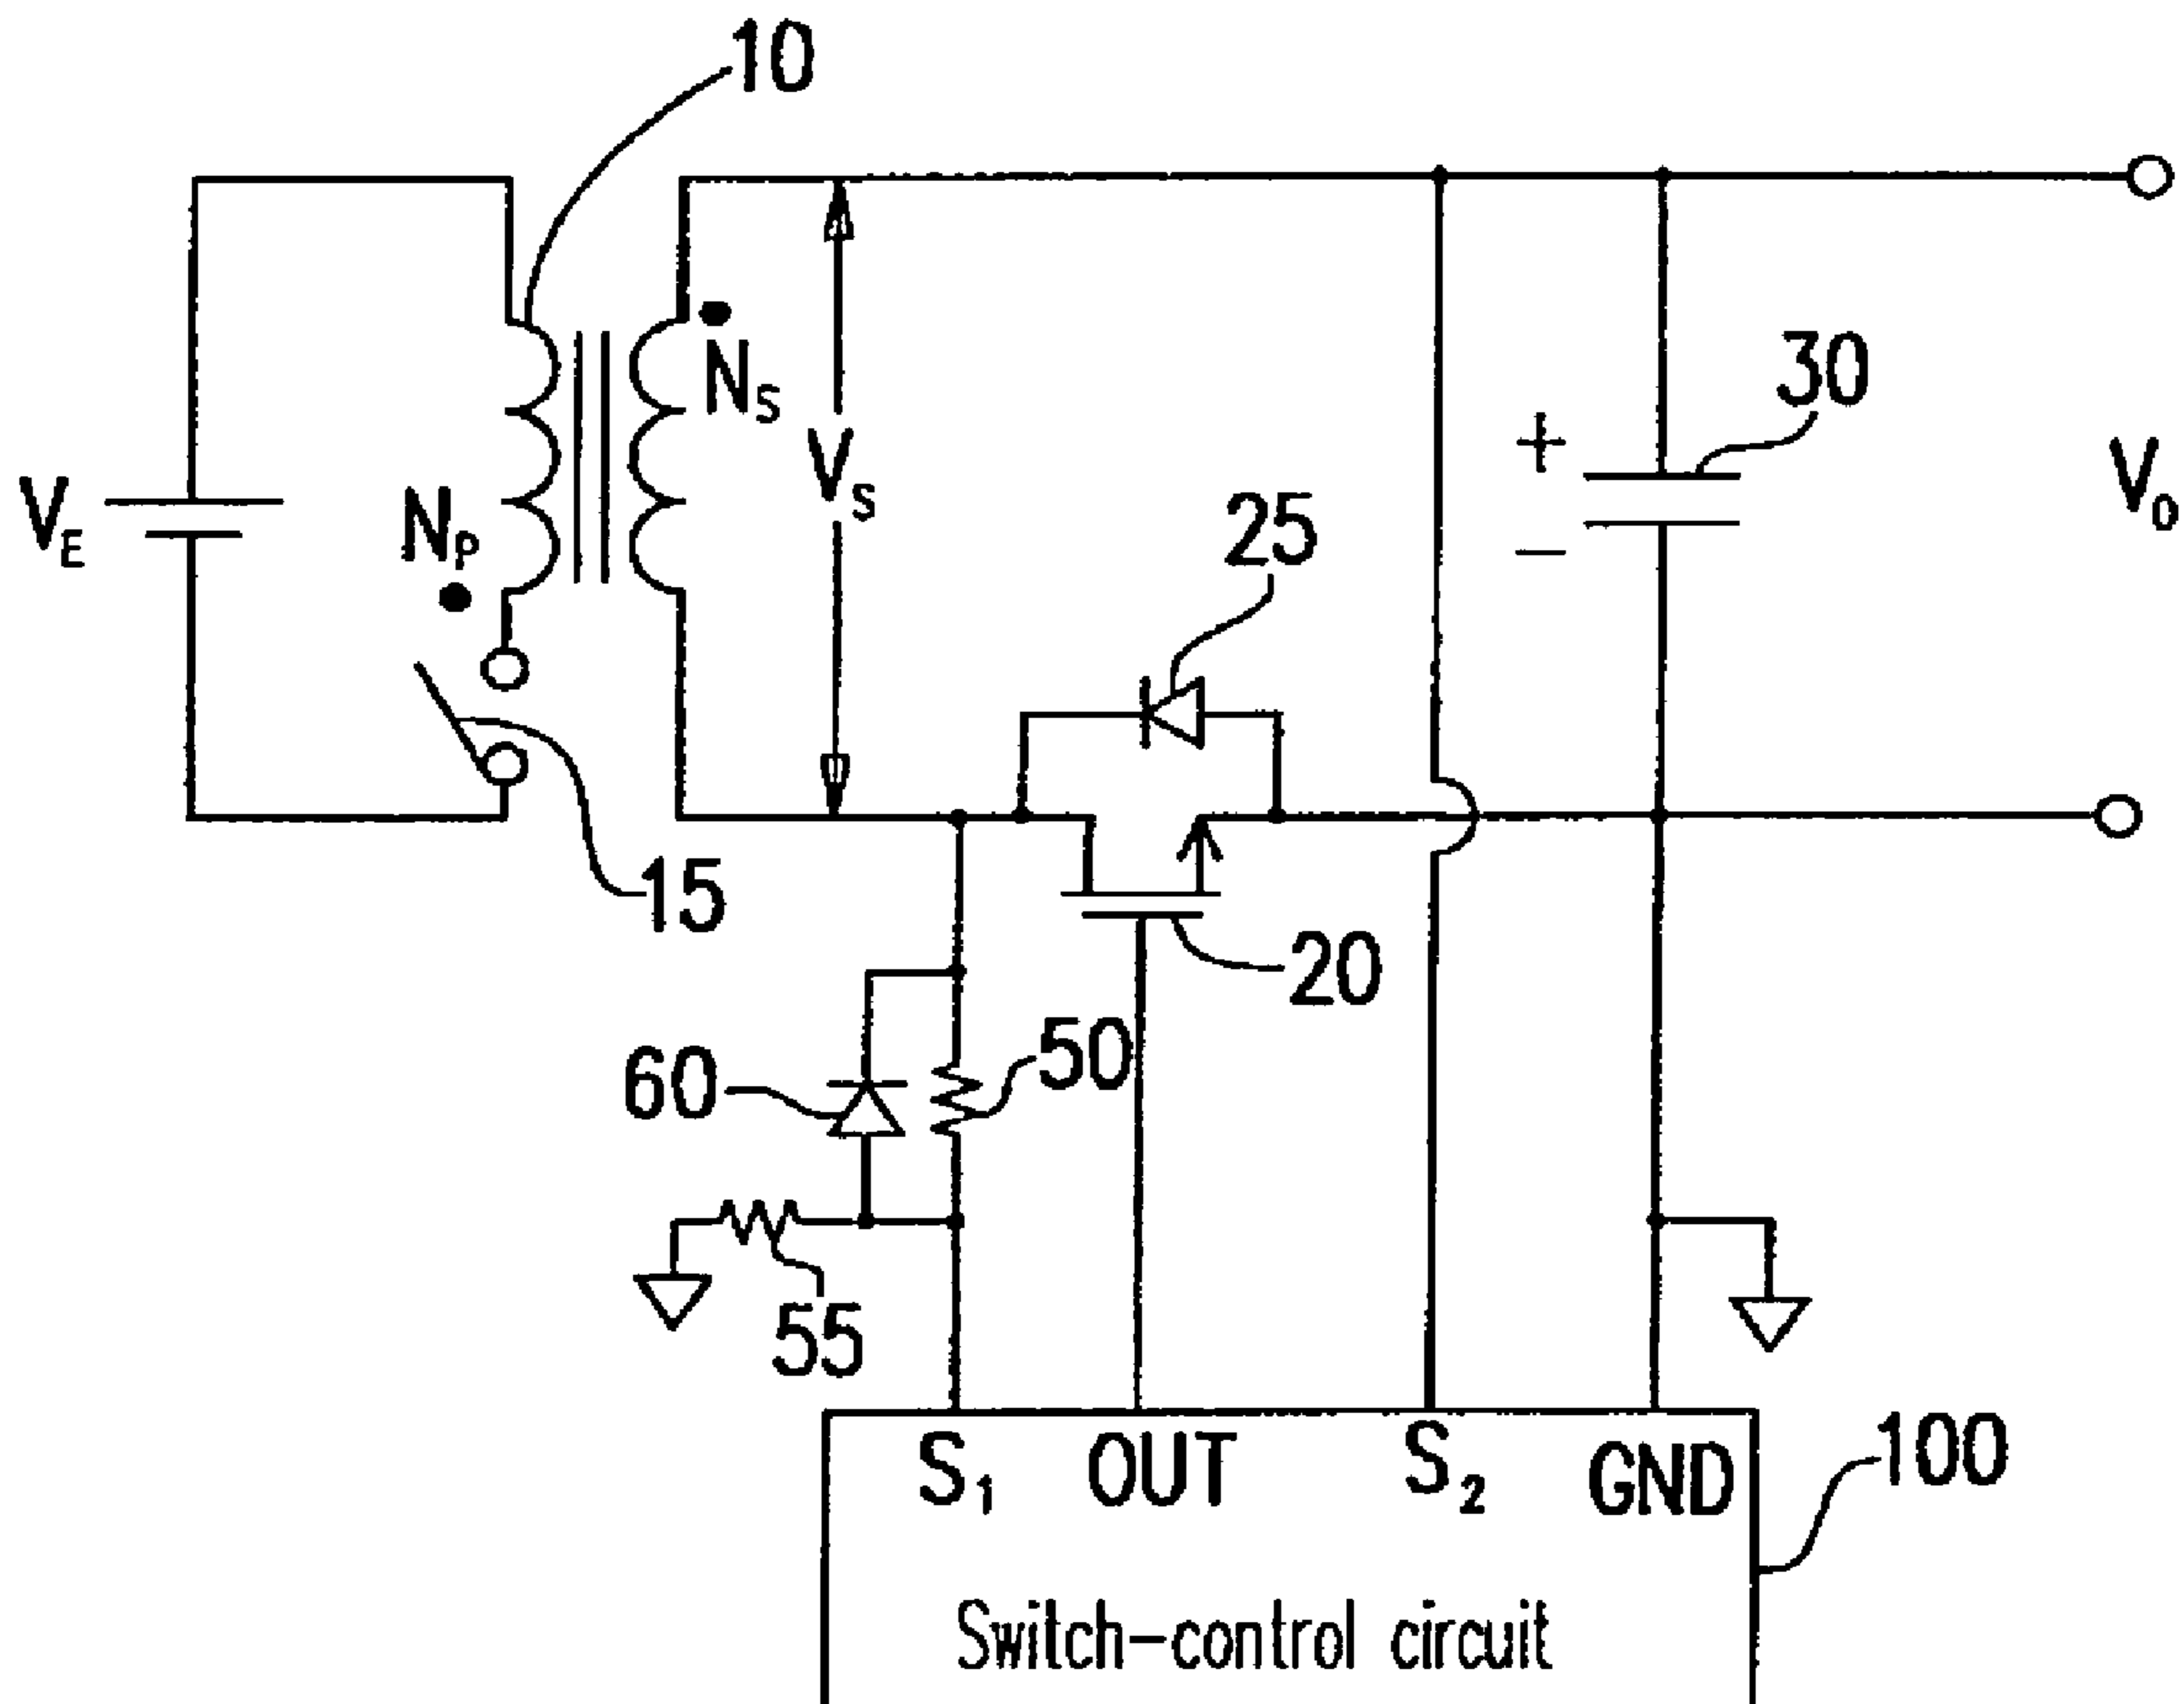 10
N_S
30
V_S
V_O
V_E
N_P
25
15
20
50
60
55
S_1 OUT S_2 GND
100
Switch-control circuit